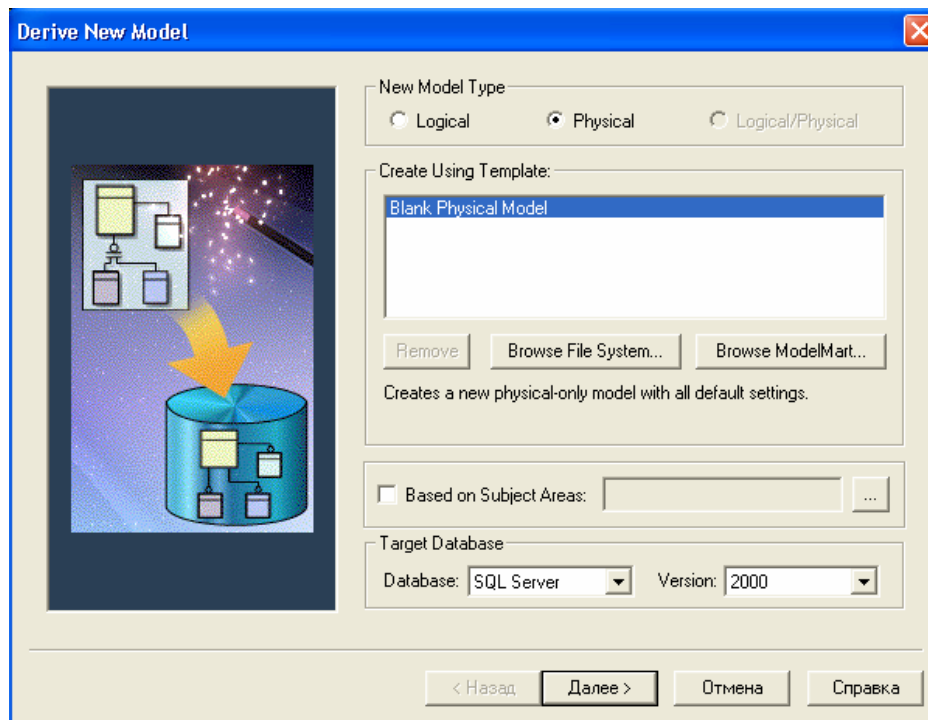 Derive New Model
New Model Type
Logical Physical Logical/Physical
Create Using Template:
Blank Physical Model
Remove Browse File System... Browse ModelMart...
Creates a new physical-only model with all default settings.
Based on Subject Areas: ...
Target Database
Database: SQL Server Version: 2000
< Назад Далее > Отмена Справка